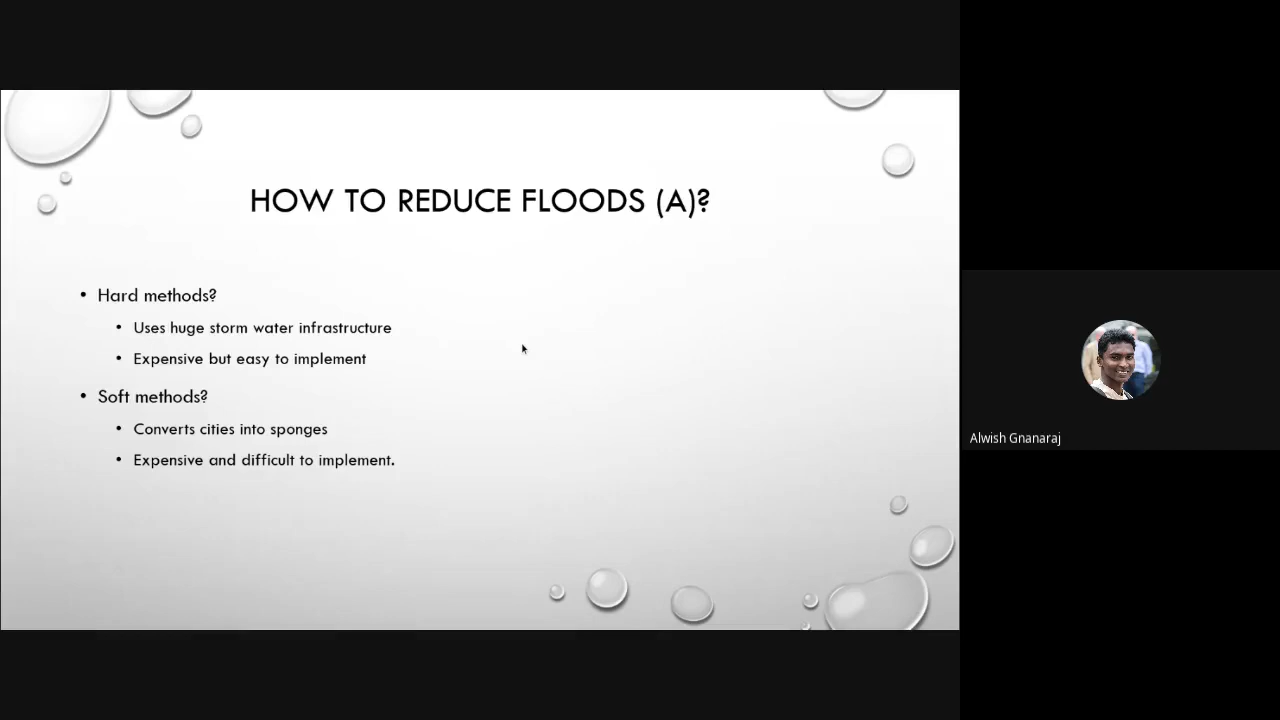 HOW TO REDUCE FLOODS (A)?
• Hard methods?
• Uses huge storm water infrastructure
• Expensive but easy to implement
• Soft methods?
• Converts cities into sponges
• Expensive and difficult to implement.
Alwish Gnanaraj